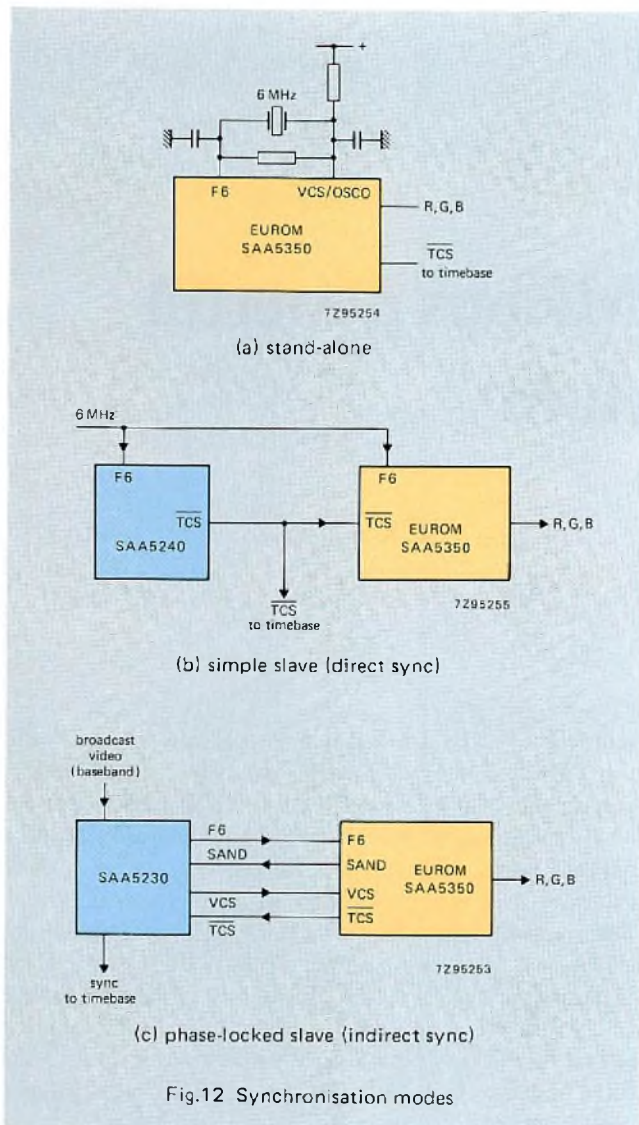 +
6 MHz
F6
VCS/OSCO
R,G,B
EUROM
SAA5350
TCS
to timebase
7Z95254
(a) stand-alone
6 MHz
F6
F6
TCS
TCS
EUROM
R,G,B
SAA5240
SAA5350
TCS
to timebase
7Z95255
(b) simple slave (direct sync)
broadcast
video
(baseband)
F6
F6
SAND
SAND
EUROM
SAA5230
SAA5350
R,G,B
VCS
VCS
TCS
TCS
sync
to timebase
7Z95253
(c) phase-locked slave (indirect sync)
Fig.12 Synchronisation modes